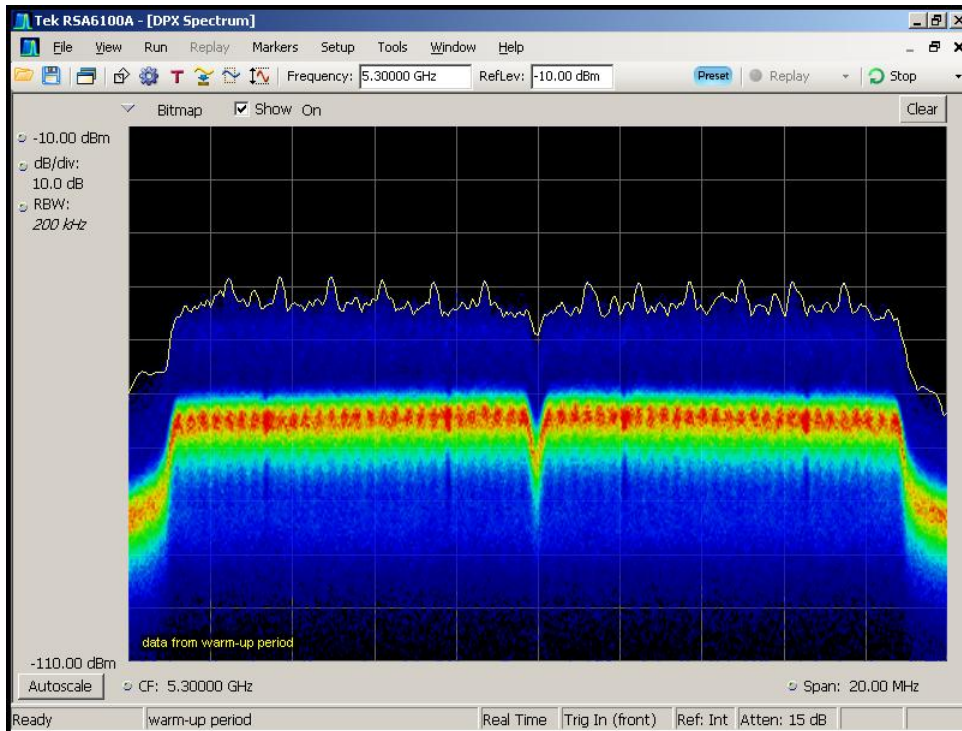 Tek RSA6100A - [DPX Spectrum]
File View Run Replay Markers Setup Tools Window Help
T Frequency: 5.30000 GHz RefLev: -10.00 dBm Preset Replay Stop
Bitmap Show On Clear
-10.00 dBm
dB/div:
10.0 dB
RBW:
200 kHz
data from warm-up period
-110.00 dBm
Autoscale CF: 5.30000 GHz Span: 20.00 MHz
Ready warm-up period Real Time Trig In (front) Ref: Int Atten: 15 dB